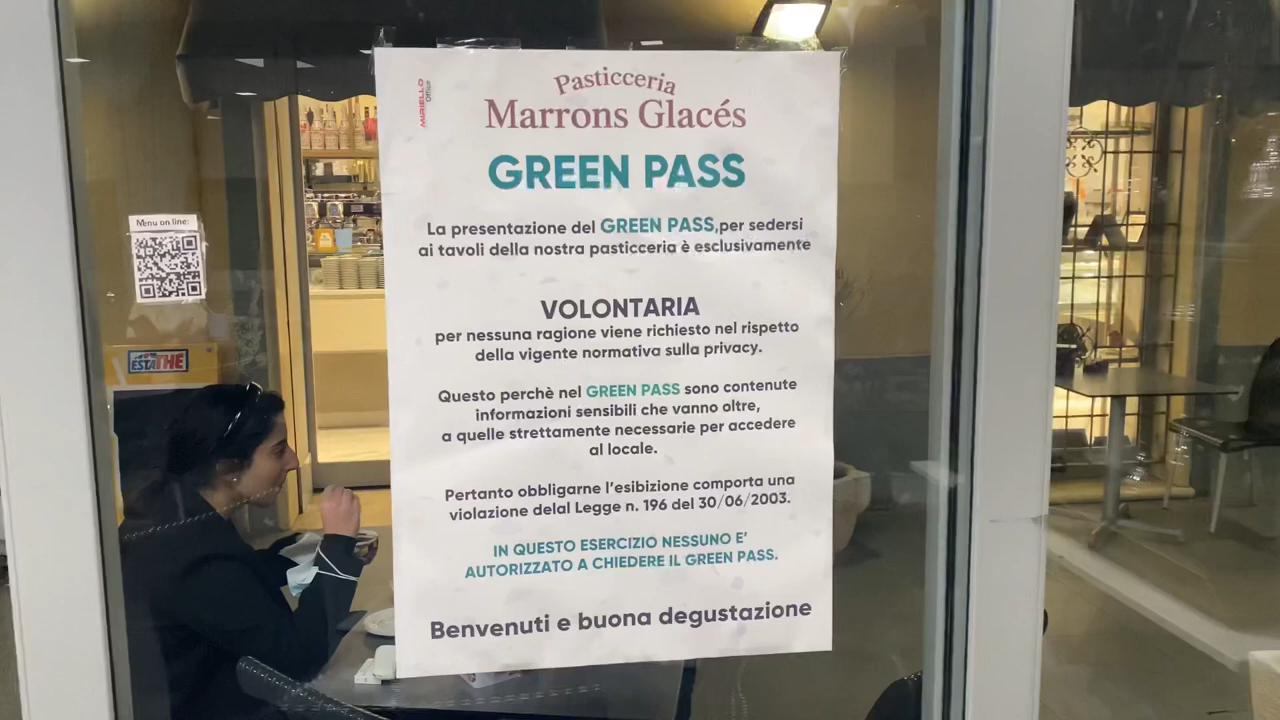 MIRIELLO
Office
Pasticceria
Marrons Glacés
GREEN PASS
La presentazione del GREEN PASS,per sedersi
ai tavoli della nostra pasticceria è esclusivamente
VOLONTARIA
per nessuna ragione viene richiesto nel rispetto
della vigente normativa sulla privacy.
Questo perchè nel GREEN PASS sono contenute
informazioni sensibili che vanno oltre,
a quelle strettamente necessarie per accedere
al locale.
Pertanto obbligarne l'esibizione comporta una
violazione delal Legge n. 196 del 30/06/2003.
IN QUESTO ESERCIZIO NESSUNO E'
AUTORIZZATO A CHIEDERE IL GREEN PASS.
Benvenuti e buona degustazione
Menu on line:
ESTATHÉ